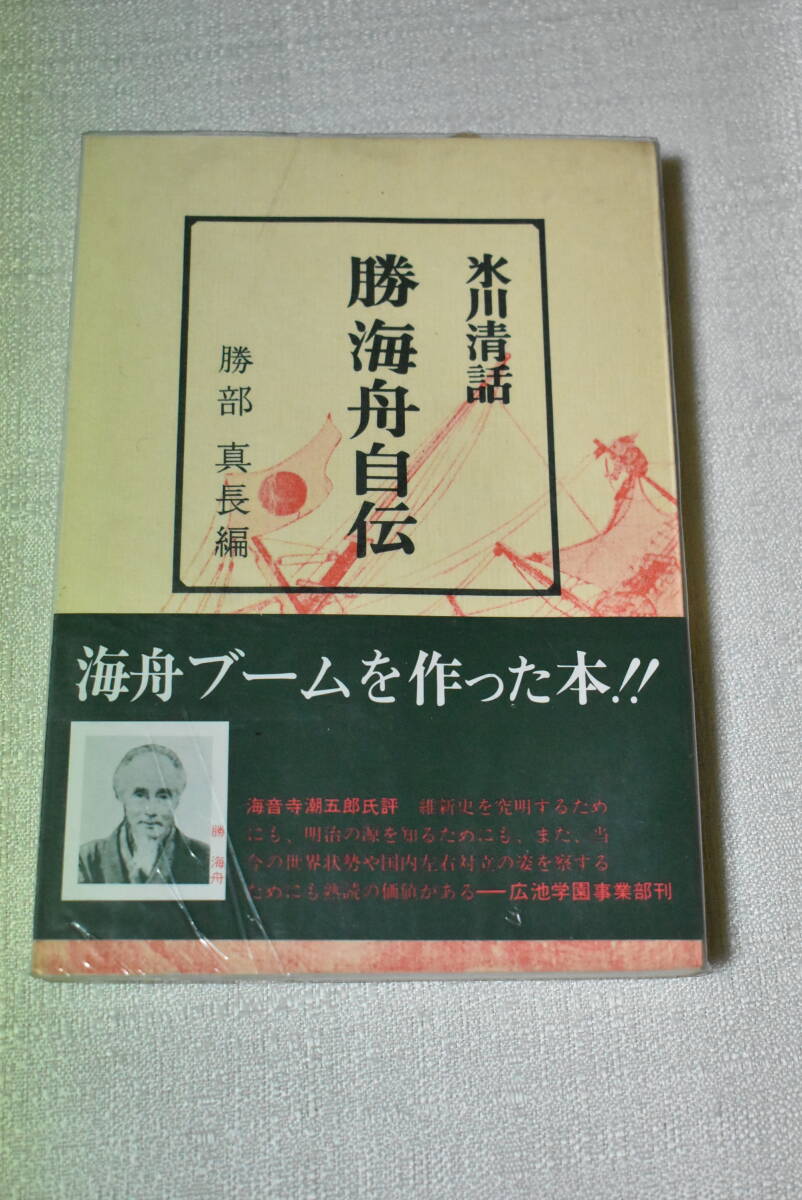 氷川清話
勝海舟自伝
勝部真長編
海舟ブームを作った本!!
勝海舟
海音寺潮五郎氏評 維新史を究明するため
にも、明治の源を知るためにも、また、当
今の世界状勢や国内左右対立の姿を察する
ためにも熟読の価値がある──広池学園事業部刊